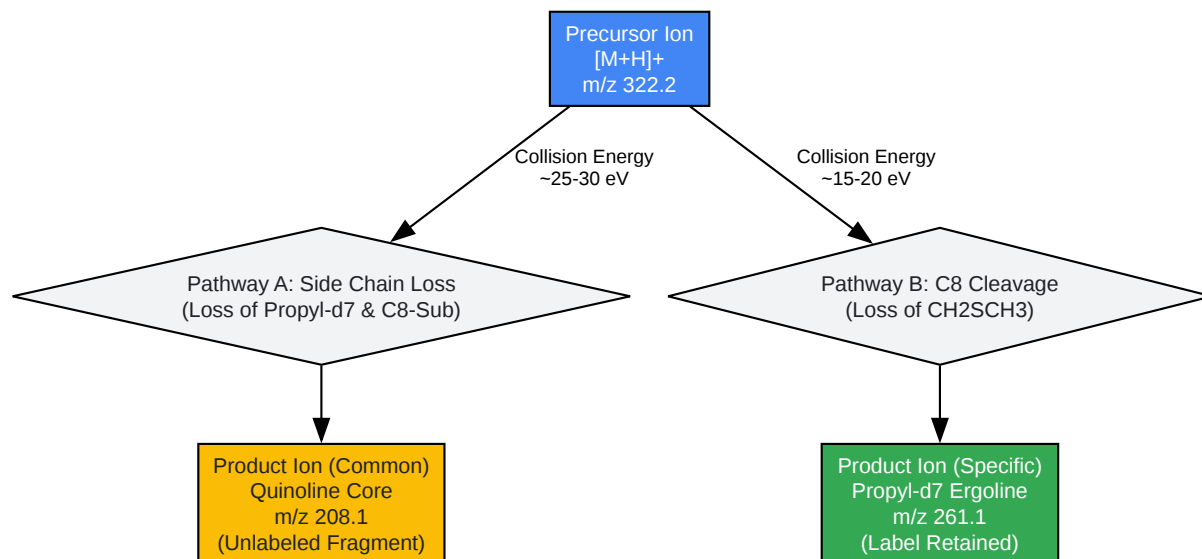 Precursor Ion
[M+H]+
m/z 322.2
Collision Energy
~25-30 eV
Collision Energy
~15-20 eV
Pathway A: Side Chain Loss
(Loss of Propyl-d7 & C8-Sub)
Pathway B: C8 Cleavage
(Loss of CH2SCH3)
Product Ion (Common)
Quinoline Core
m/z 208.1
(Unlabeled Fragment)
Product Ion (Specific)
Propyl-d7 Ergoline
m/z 261.1
(Label Retained)